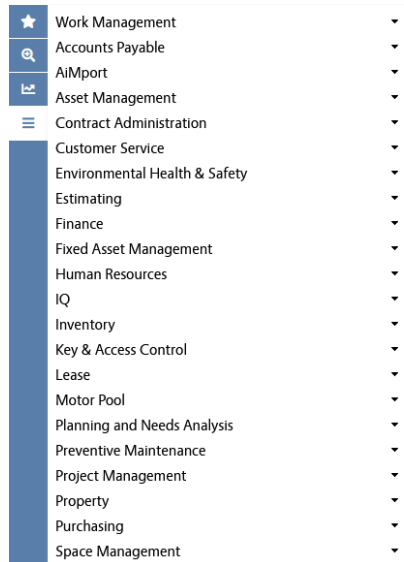 Work Management
Accounts Payable
AiMport
Asset Management
Contract Administration
Customer Service
Environmental Health & Safety
Estimating
Finance
Fixed Asset Management
Human Resources
IQ
Inventory
Key & Access Control
Lease
Motor Pool
Planning and Needs Analysis
Preventive Maintenance
Project Management
Property
Purchasing
Space Management